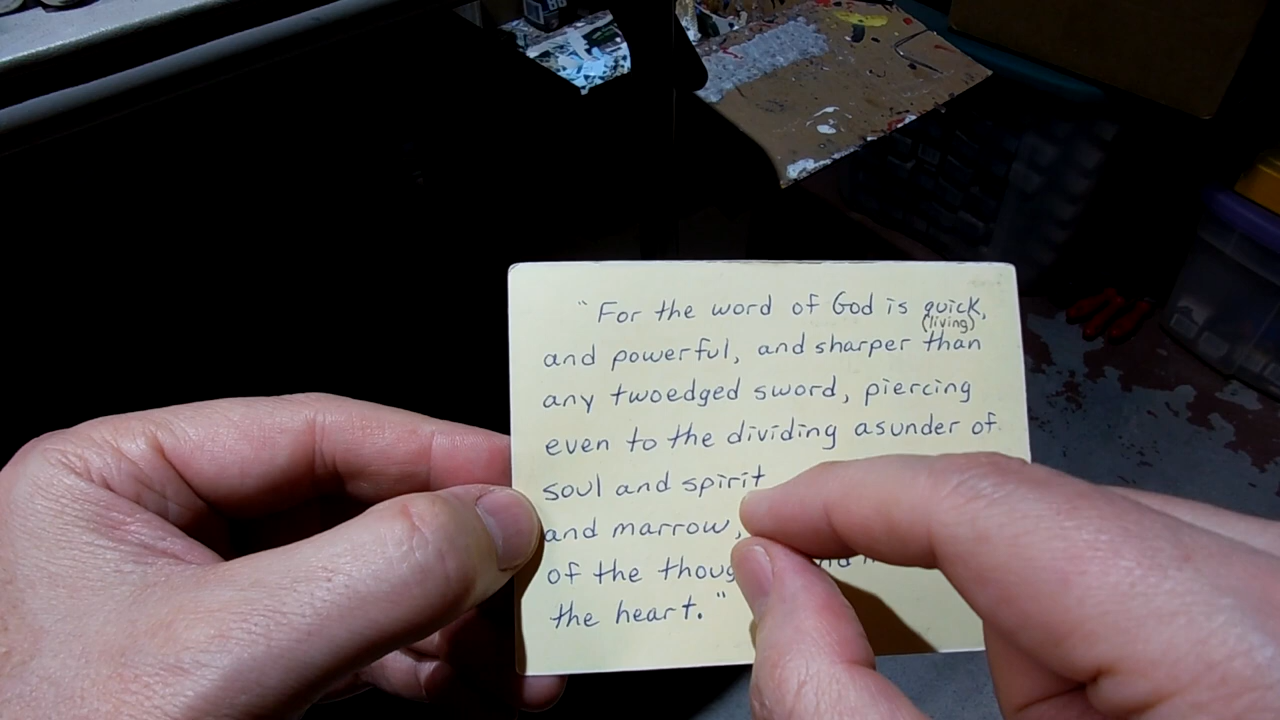 "For the word of God is quick,
(living)
and powerful, and sharper than
any twoedged sword, piercing
even to the dividing asunder of
soul and spirit
and marrow,
of the thoug
the heart."